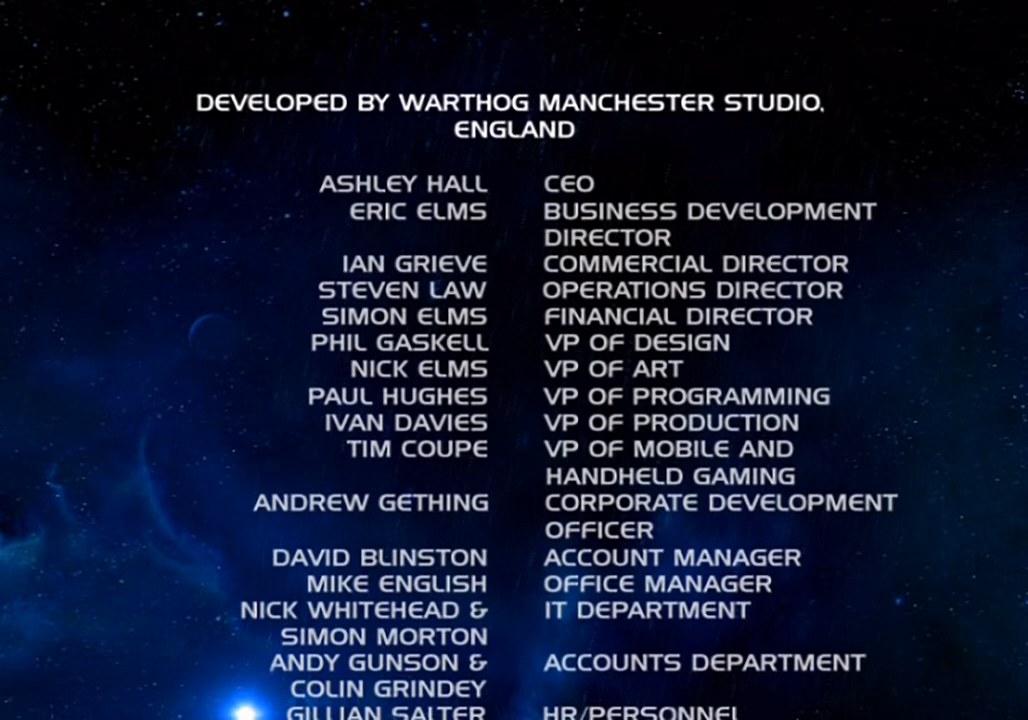 DEVELOPED BY WARTHOG MANCHESTER STUDIO,
ENGLAND
ASHLEY HALL CEO
ERIC ELMS BUSINESS DEVELOPMENT
DIRECTOR
IAN GRIEVE COMMERCIAL DIRECTOR
STEVEN LAW OPERATIONS DIRECTOR
SIMON ELMS FINANCIAL DIRECTOR
PHIL GASKELL VP OF DESIGN
NICK ELMS VP OF ART
PAUL HUGHES VP OF PROGRAMMING
IVAN DAVIES VP OF PRODUCTION
TIM COUPE VP OF MOBILE AND
HANDHELD GAMING
ANDREW GETHING CORPORATE DEVELOPMENT
OFFICER
DAVID BLINSTON ACCOUNT MANAGER
MIKE ENGLISH OFFICE MANAGER
NICK WHITEHEAD & IT DEPARTMENT
SIMON MORTON
ANDY GUNSON & ACCOUNTS DEPARTMENT
COLIN GRINDEY
GILLIAN SALTER HR/PERSONNEL